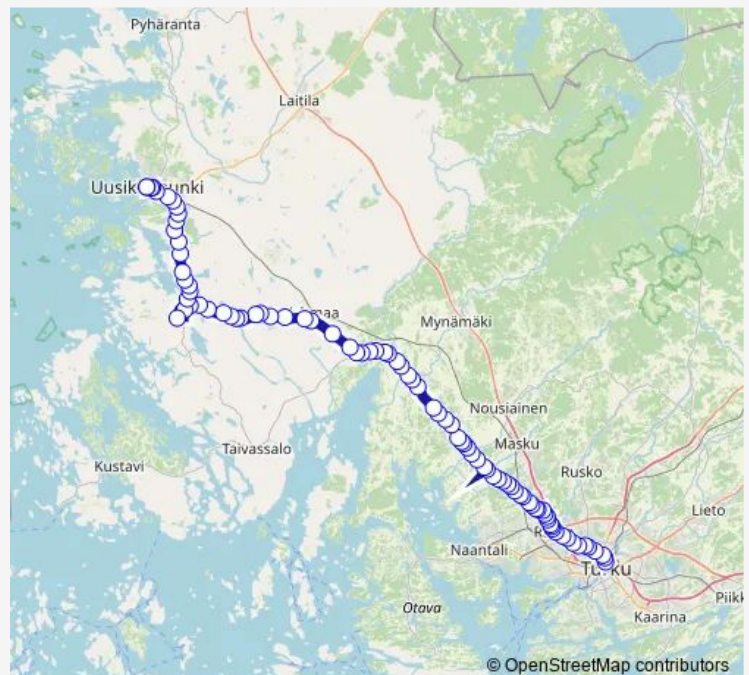 Pyhäranta
Laitila
Mynämäki
Nousiainen
Masku
Taivassalo
Kustavi
Rusko
Lieto
Naantali
Otava
Kaarina
© OpenStreetMap contributors